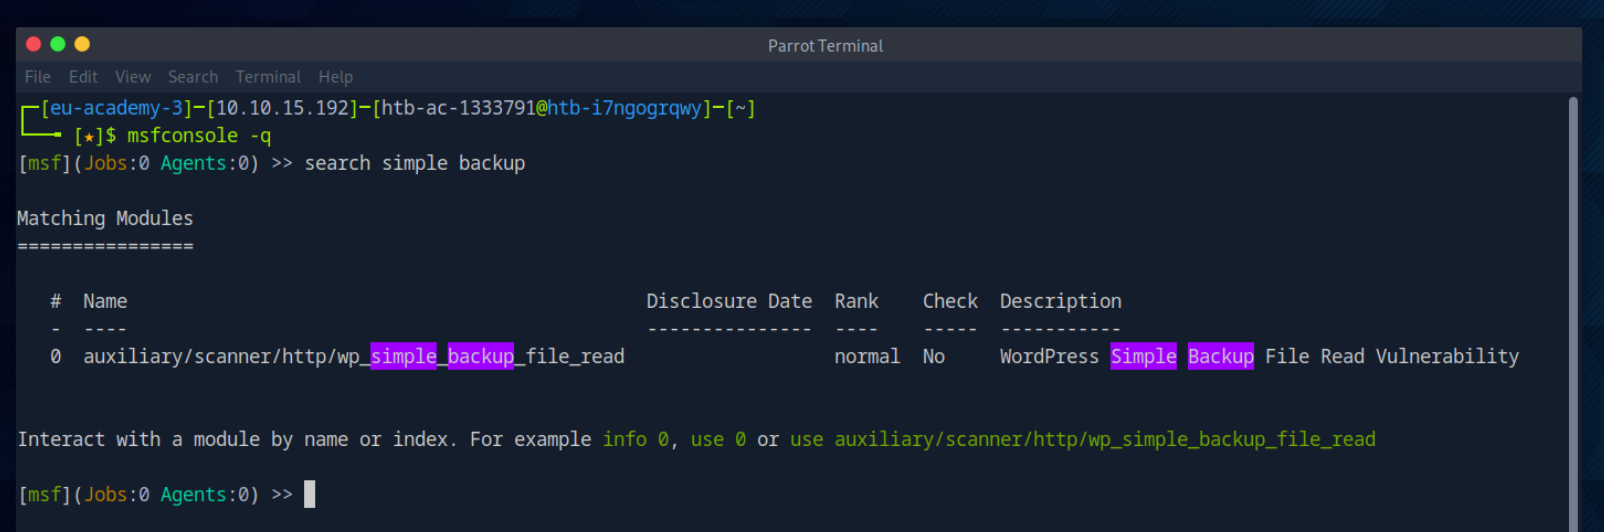 Parrot Terminal
File Edit View Search Terminal Help
┌─[eu-academy-3]─[10.10.15.192]─[htb-ac-1333791@htb-i7ngogrqwy]─[~]
└──╼ [★]$ msfconsole -q
[msf](Jobs:0 Agents:0) >> search simple backup
Matching Modules
================
# Name Disclosure Date Rank Check Description
- ---- --------------- ---- ----- -----------
0 auxiliary/scanner/http/wp_simple_backup_file_read normal No WordPress Simple Backup File Read Vulnerability
Interact with a module by name or index. For example info 0, use 0 or use auxiliary/scanner/http/wp_simple_backup_file_read
[msf](Jobs:0 Agents:0) >>